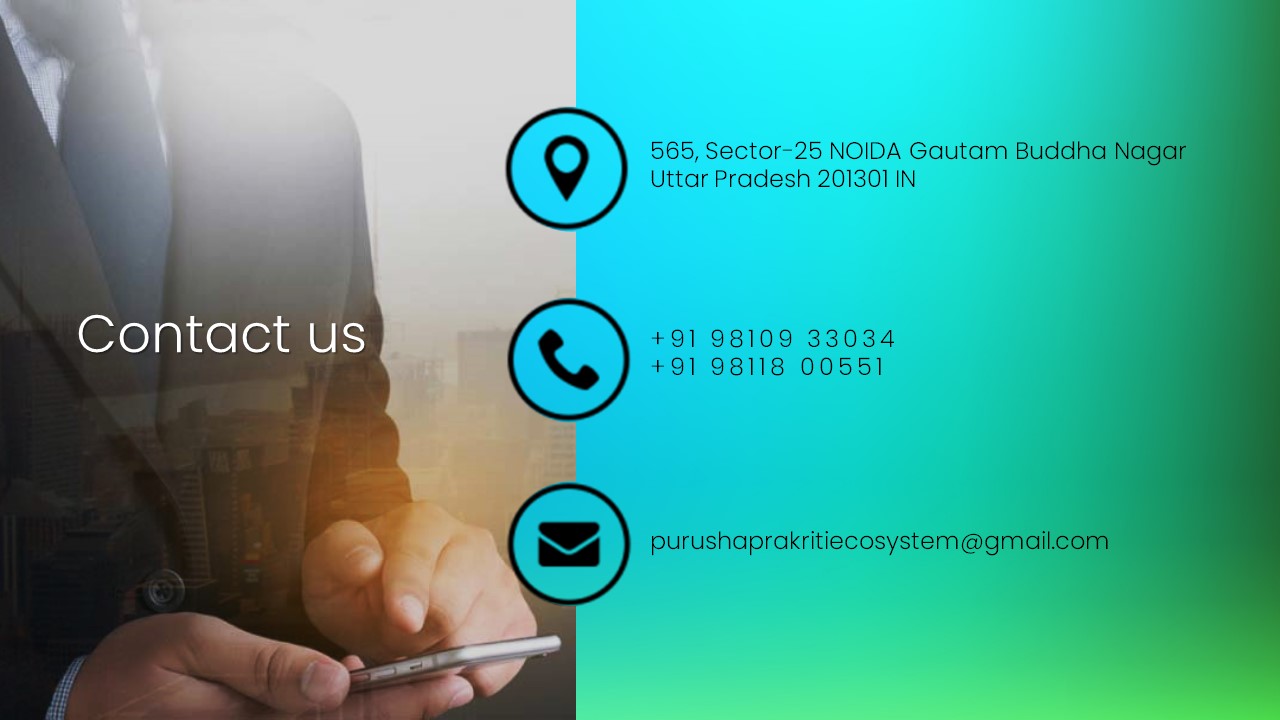 Contact us
565, Sector-25 NOIDA Gautam Buddha Nagar
Uttar Pradesh 201301 IN
+91 98109 33034
+91 98118 00551
purushaprakritiecosystem@gmail.com